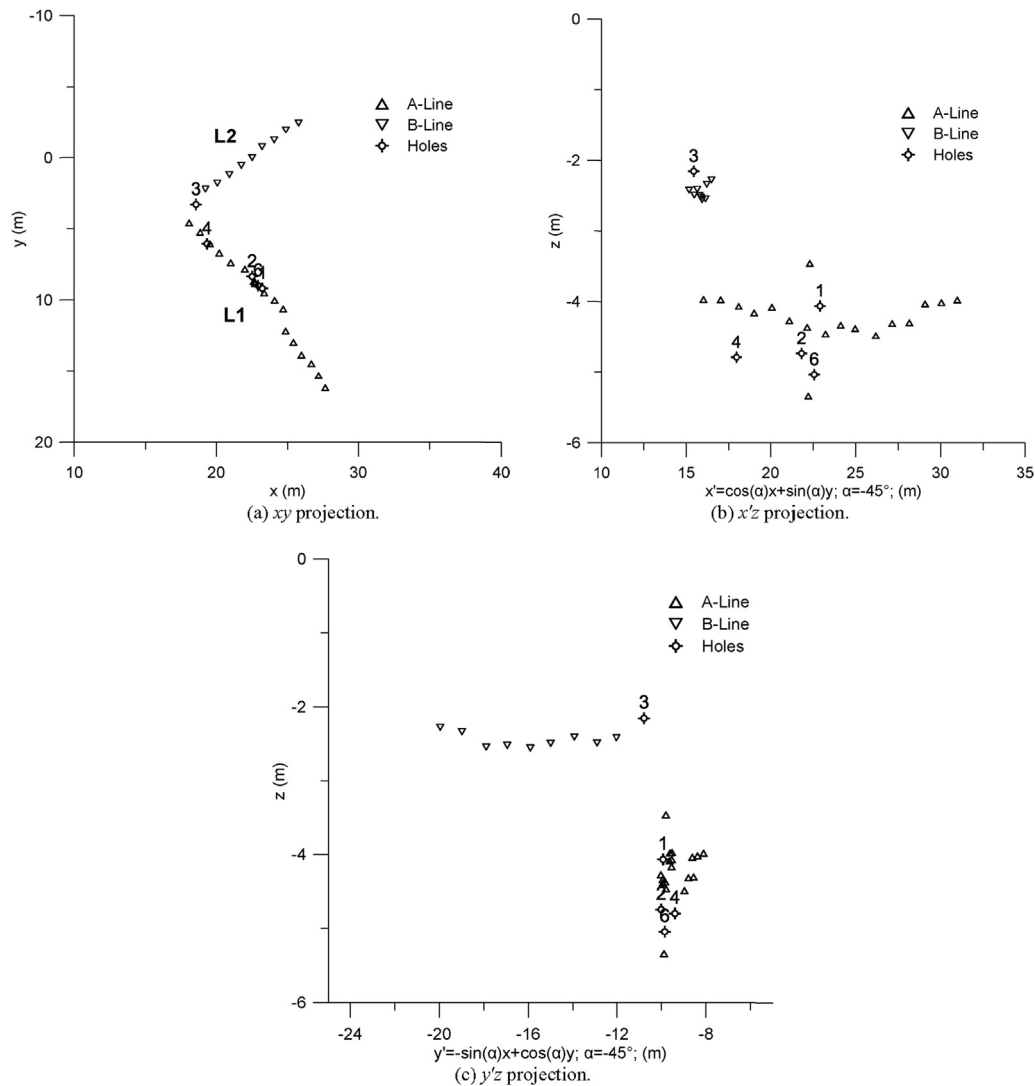 -10
0
10
20
y (m)
10
20
30
40
x (m)
A-Line
B-Line
Holes
L2
3
4
2
6
1
L1
(a) xy projection.
0
-2
-4
-6
z (m)
10
15
20
25
30
35
x'=cos(α)x+sin(α)y; α=-45°; (m)
A-Line
B-Line
Holes
3
1
4
2
6
(b) x'z projection.
0
-2
-4
-6
z (m)
-24
-20
-16
-12
-8
y'=-sin(α)x+cos(α)y; α=-45°; (m)
A-Line
B-Line
Holes
3
1
2
4
6
(c) y'z projection.